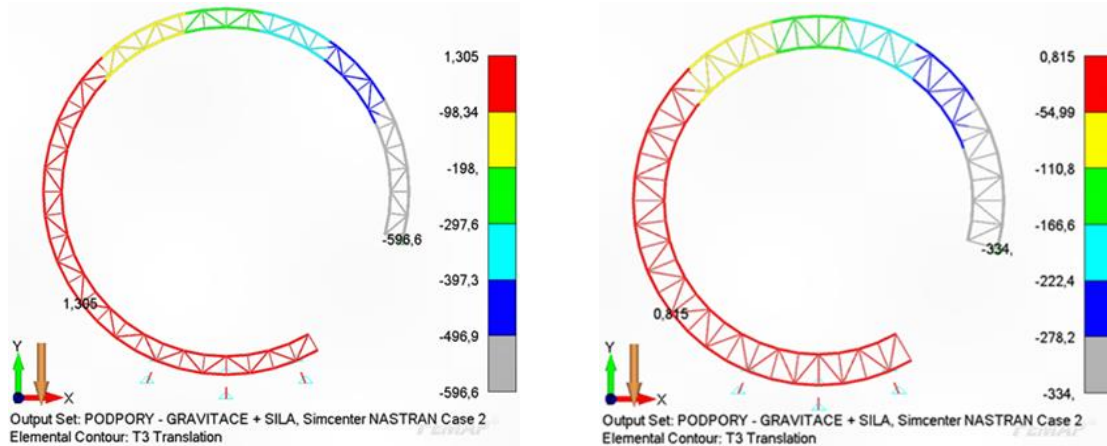 1,305
-98,34
-198,
-297,6
-397,3
-496,9
-596,6
-596,6
1,305
Y
X
Output Set: PODPORY - GRAVITACE + SILA, Simcenter NASTRAN Case 2
Elemental Contour: T3 Translation
0,815
-54,99
-110,8
-166,6
-222,4
-278,2
-334,
-334,
0,815
Y
X
Output Set: PODPORY - GRAVITACE + SILA, Simcenter NASTRAN Case 2
Elemental Contour: T3 Translation